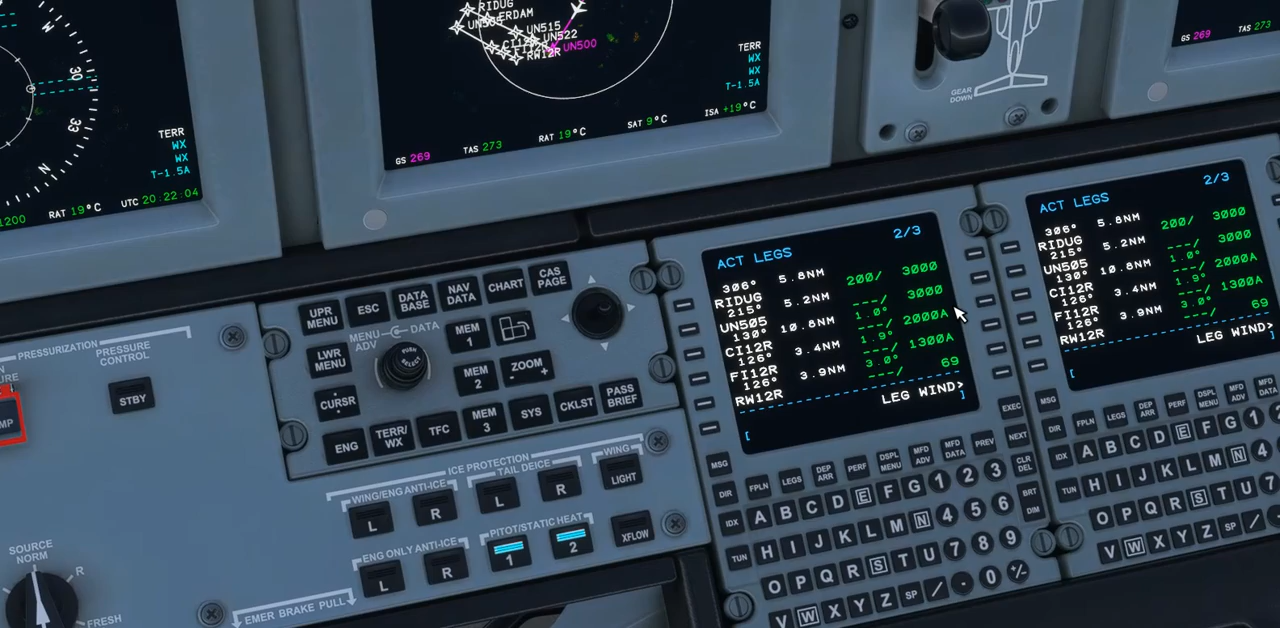 30
33
N
TERR
WX
WX
T-1.5A
1200
RAT 19°C
UTC 20:22:04
RIDUG
UN515
UN522
UN500
RW12R
TERR
WX
WX
T-1.5A
GS 269
TAS 273
RAT 19°C
SAT 9°C
ISA +19°C
GEAR
DOWN
GS 269
TAS 273
PRESSURIZATION
PRESSURE
CONTROL
STBY
SOURCE
NORM
R
FRESH
EMER BRAKE PULL
UPR
MENU
ESC
DATA
BASE
NAV
DATA
CHART
CAS
PAGE
MENU
ADV
DATA
PUSH
LWR
MENU
MEM
1
MEM
2
ZOOM
- +
CURSR
ENG
TERR/
WX
TFC
MEM
3
SYS
CKLST
PASS
BRIEF
ICE PROTECTION
WING/ENG ANTI-ICE
TAIL DEICE
WING
L
R
L
R
LIGHT
ENG ONLY ANTI-ICE
PITOT/STATIC HEAT
L
R
1
2
XFLOW
ACT LEGS 2/3
306° 5.8NM
RIDUG 200/ 3000
215° 5.2NM
UN505 ---/ 3000
130° 10.8NM 1.0°
CI12R ---/ 2000A
126° 3.4NM 1.9°
FI12R ---/ 1300A
126° 3.9NM 3.0°
RW12R ---/ 69
LEG WIND>
[ ]
EXEC
MSG
FPLN
LEGS
DEP
ARR
PERF
DSPL
MENU
MFD
ADV
MFD
DATA
PREV
NEXT
DIR
A B C D E F G 1 2 3
CLR
DEL
IDX
H I J K L M N 4 5 6
BRT
DIM
TUN
O P Q R S T U 7 8 9
V W X Y Z SP / . 0 +/-
ACT LEGS 2/3
306° 5.8NM
RIDUG 200/ 3000
215° 5.2NM
UN505 ---/ 3000
130° 10.8NM 1.0°
CI12R ---/ 2000A
126° 3.4NM 1.9°
FI12R ---/ 1300A
126° 3.9NM 3.0°
RW12R ---/ 69
LEG WIND>
[ ]
MSG
FPLN
LEGS
DEP
ARR
PERF
DSPL
MENU
MFD
ADV
MFD
DATA
DIR
A B C D E F G 1
IDX
H I J K L M N 4
TUN
O P Q R S T U 7
V W X Y Z SP /